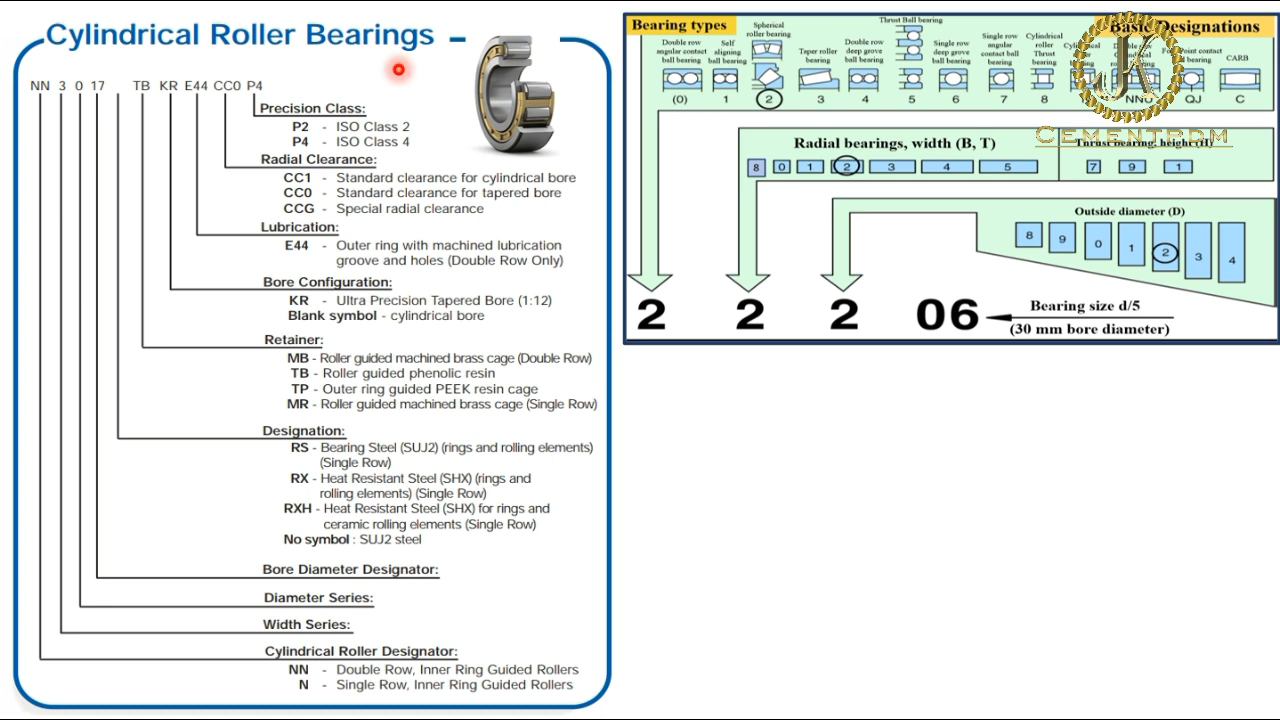 Cylindrical Roller Bearings
NN 3 0 17 TB KR E44 CC0 P4
Precision Class:
P2 - ISO Class 2
P4 - ISO Class 4
Radial Clearance:
CC1 - Standard clearance for cylindrical bore
CC0 - Standard clearance for tapered bore
CCG - Special radial clearance
Lubrication:
E44 - Outer ring with machined lubrication
groove and holes (Double Row Only)
Bore Configuration:
KR - Ultra Precision Tapered Bore (1:12)
Blank symbol - cylindrical bore
Retainer:
MB - Roller guided machined brass cage (Double Row)
TB - Roller guided phenolic resin
TP - Outer ring guided PEEK resin cage
MR - Roller guided machined brass cage (Single Row)
Designation:
RS - Bearing Steel (SUJ2) (rings and rolling elements)
(Single Row)
RX - Heat Resistant Steel (SHX) (rings and
rolling elements) (Single Row)
RXH - Heat Resistant Steel (SHX) for rings and
ceramic rolling elements (Single Row)
No symbol : SUJ2 steel
Bore Diameter Designator:
Diameter Series:
Width Series:
Cylindrical Roller Designator:
NN - Double Row, Inner Ring Guided Rollers
N - Single Row, Inner Ring Guided Rollers
Bearing types
Basic Designations
Double row
angular contact
ball bearing
Self
aligning
ball bearing
Spherical
roller bearing
Taper roller
bearing
Double row
deep groove
ball bearing
Thrust Ball bearing
Single row
deep groove
ball bearing
Single row
angular
contact ball
bearing
Cylindrical
roller
Thrust
bearing
point contact
bearing
CARB
(0) 1 2 3 4 5 6 7 8 NNU QJ C
CEMENTRDM
Radial bearings, width (B, T)
8 0 1 2 3 4 5
Thrust bearing, height (H)
7 9 1
Outside diameter (D)
8 9 0 1 2 3 4
2 2 2 06
Bearing size d/5
(30 mm bore diameter)